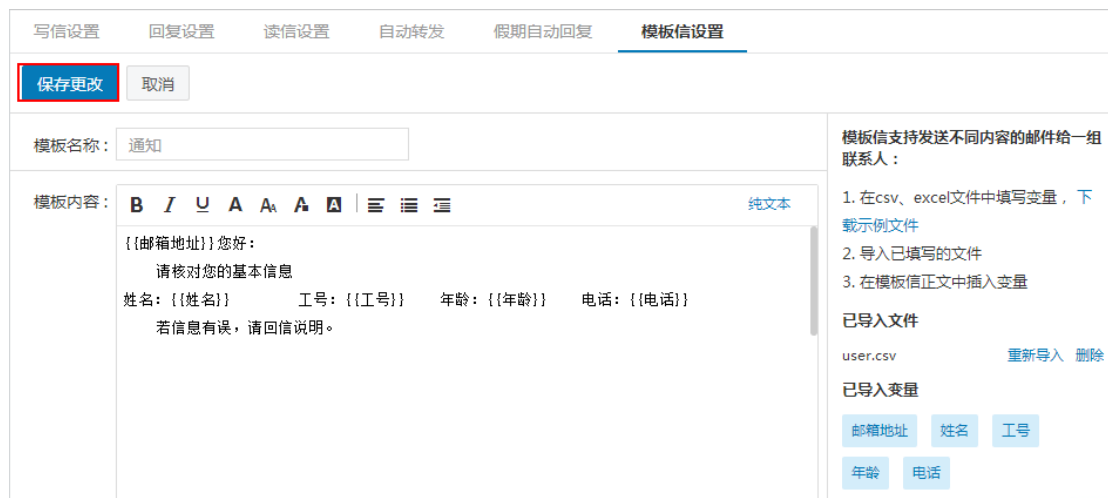 写信设置 回复设置 读信设置 自动转发 假期自动回复 模板信设置
保存更改 取消
模板名称： 通知
模板内容： B I U A AA A A 纯文本
{{邮箱地址}}您好：
请核对您的基本信息
姓名：{{姓名}} 工号：{{工号}} 年龄：{{年龄}} 电话：{{电话}}
若信息有误，请回信说明。
模板信支持发送不同内容的邮件给一组
联系人：
1. 在csv、excel文件中填写变量，下
载示例文件
2. 导入已填写的文件
3. 在模板信正文中插入变量
已导入文件
user.csv 重新导入 删除
已导入变量
邮箱地址 姓名 工号
年龄 电话